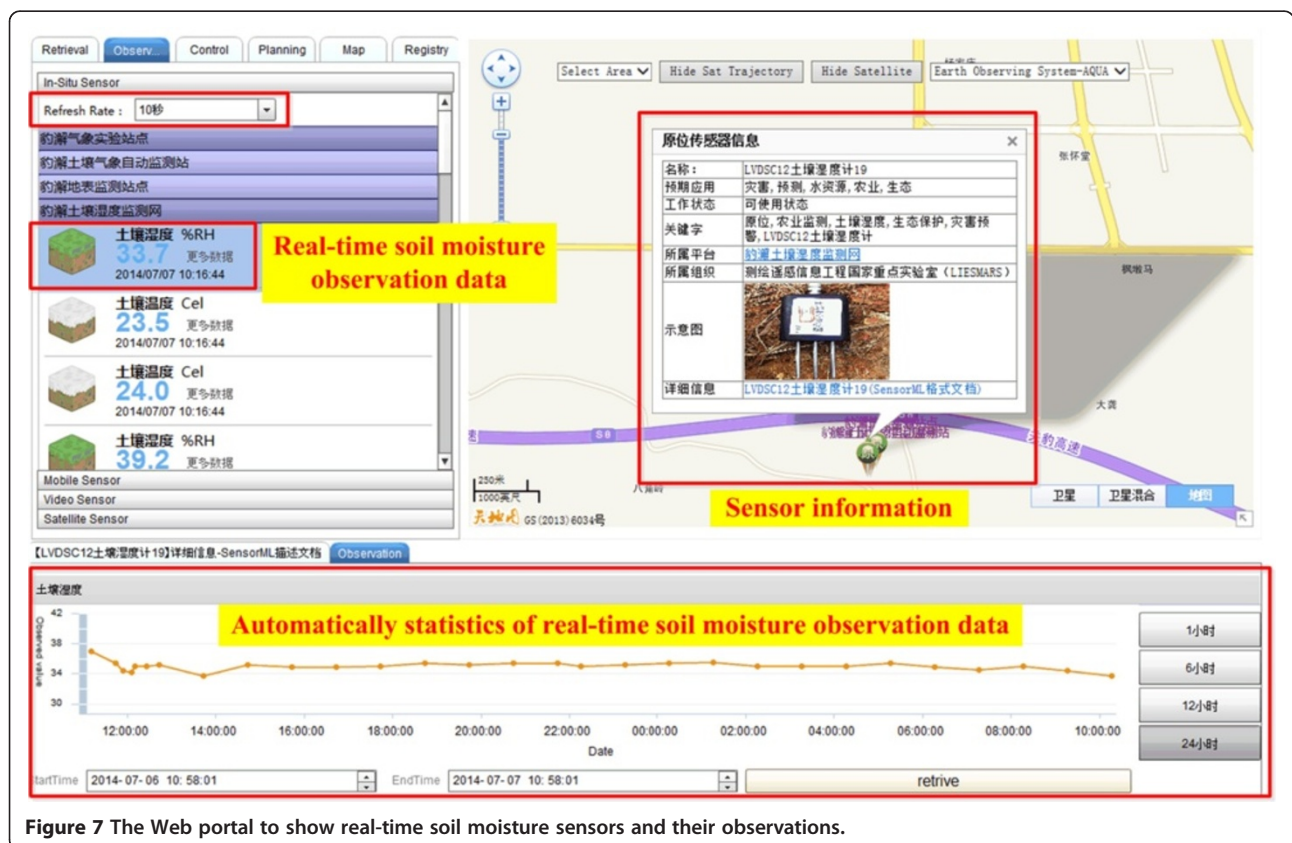 Retrieval Observ... Control Planning Map Registry
In-Situ Sensor
Refresh Rate : 10秒
豹澥气象实验站点
豹澥土壤气象自动监测站
豹澥地表监测站点
豹澥土壤湿度监测网
土壤湿度 %RH
33.7 更多数据
2014/07/07 10:16:44
土壤温度 Cel
23.5 更多数据
2014/07/07 10:16:44
土壤温度 Cel
24.0 更多数据
2014/07/07 10:16:44
土壤湿度 %RH
39.2 更多数据
Mobile Sensor
Video Sensor
Satellite Sensor
Real-time soil moisture
observation data
Select Area Hide Sat Trajectory Hide Satellite Earth Observing System-AQUA
张怀堂
枫墩马
大龚
S8
豹高速
速
250米
1000英尺
天地图 GS(2013)6034号
卫星 卫星混合 地图
原位传感器信息 ×
名称: LVDSC12土壤湿度计19
预期应用 灾害,预测,水资源,农业,生态
工作状态 可使用状态
关键字 原位,农业监测,土壤湿度,生态保护,灾害预
警,LVDSC12土壤湿度计
所属平台 豹澥土壤湿度监测网
所属组织 测绘遥感信息工程国家重点实验室(LIESMARS)
示意图
详细信息 LVDSC12土壤湿度计19(SensorML格式文档)
Sensor information
【LVDSC12土壤湿度计19】详细信息-SensorML描述文档 Observation
土壤湿度
Automatically statistics of real-time soil moisture observation data
Observed value
42
38
34
30
12:00:00 14:00:00 16:00:00 18:00:00 20:00:00 22:00:00 00:00:00 02:00:00 04:00:00 06:00:00 08:00:00 10:00:00
Date
1小时
6小时
12小时
24小时
tartTime 2014-07-06 10:58:01 EndTime 2014-07-07 10:58:01 retrive
Figure 7 The Web portal to show real-time soil moisture sensors and their observations.